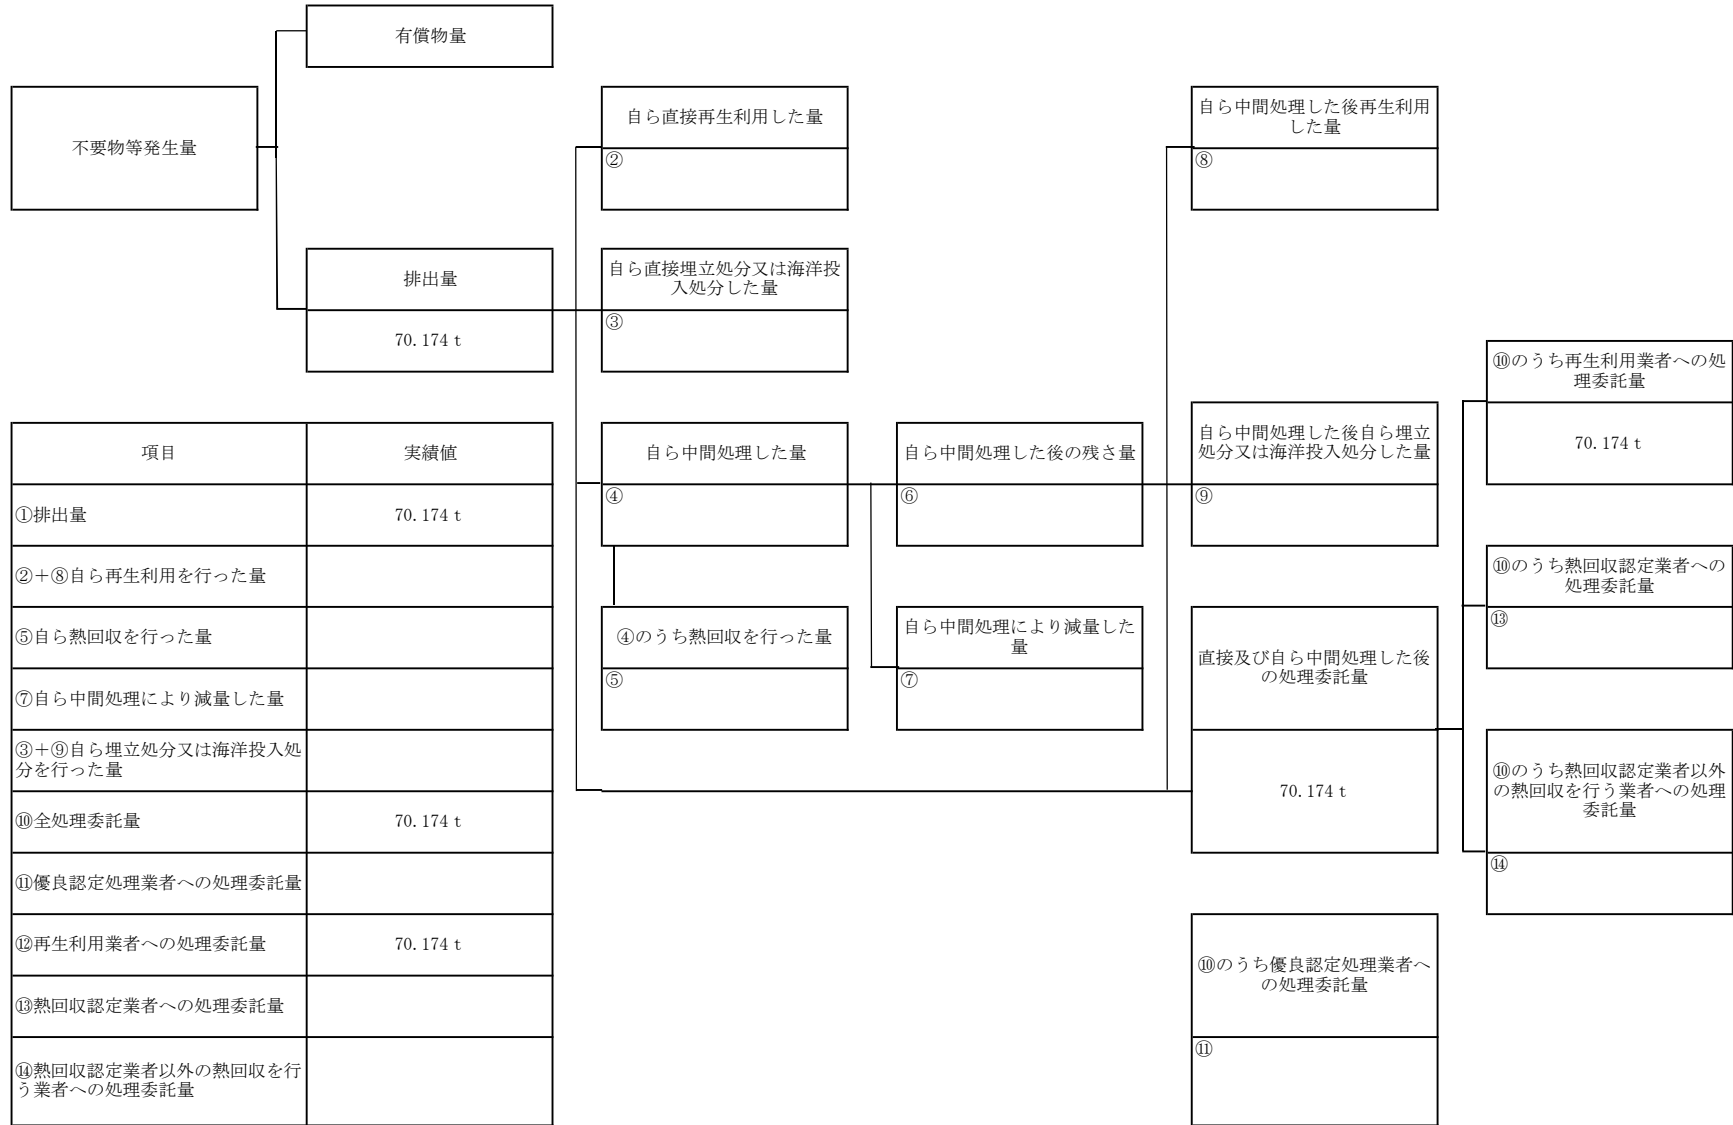 有償物量
不要物等発生量
自ら直接再生利用した量
②
自ら中間処理した後再生利用
した量
⑧
排出量
70.174 t
自ら直接埋立処分又は海洋投
入処分した量
③
⑩のうち再生利用業者への処
理委託量
70.174 t
項目
実績値
①排出量
70.174 t
②＋⑧自ら再生利用を行った量
⑤自ら熱回収を行った量
⑦自ら中間処理により減量した量
③＋⑨自ら埋立処分又は海洋投入処
分を行った量
⑩全処理委託量
70.174 t
⑪優良認定処理業者への処理委託量
⑫再生利用業者への処理委託量
70.174 t
⑬熱回収認定業者への処理委託量
⑭熱回収認定業者以外の熱回収を行
う業者への処理委託量
自ら中間処理した量
④
④のうち熱回収を行った量
⑤
自ら中間処理した後の残さ量
⑥
自ら中間処理により減量した
量
⑦
自ら中間処理した後自ら埋立
処分又は海洋投入処分した量
⑨
直接及び自ら中間処理した後
の処理委託量
70.174 t
⑩のうち優良認定処理業者へ
の処理委託量
⑪
⑩のうち熱回収認定業者への
処理委託量
⑬
⑩のうち熱回収認定業者以外
の熱回収を行う業者への処理
委託量
⑭